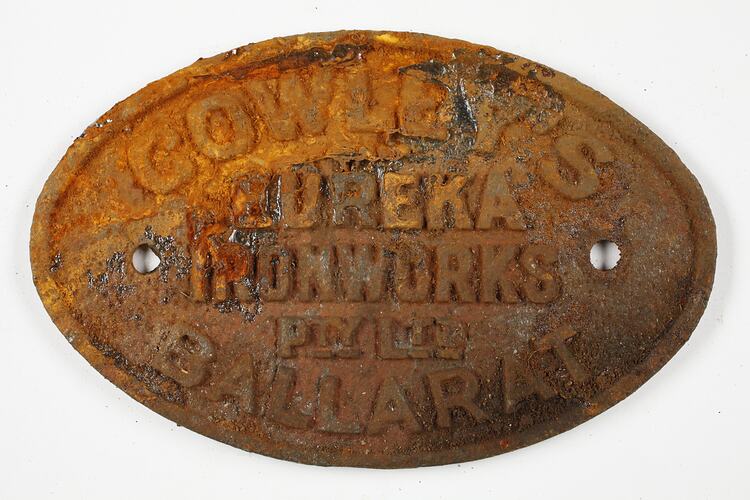 COWLEY'S
EUREKA
IRONWORKS
PTY LTD
BALLARAT